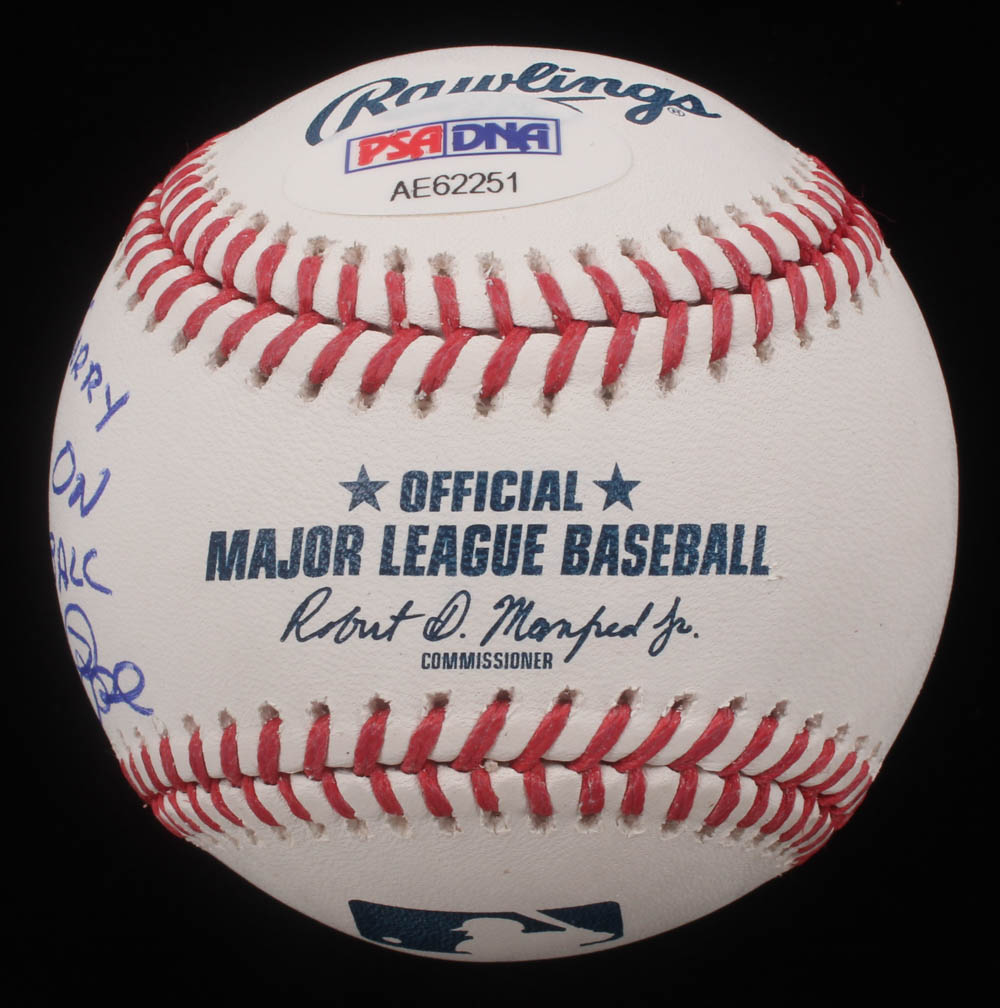 Rawlings ®
PSA DNA
AE62251
RRY
ON
OFFICIAL
MAJOR LEAGUE BASEBALL
Robert D. Manfred Jr.
COMMISSIONER